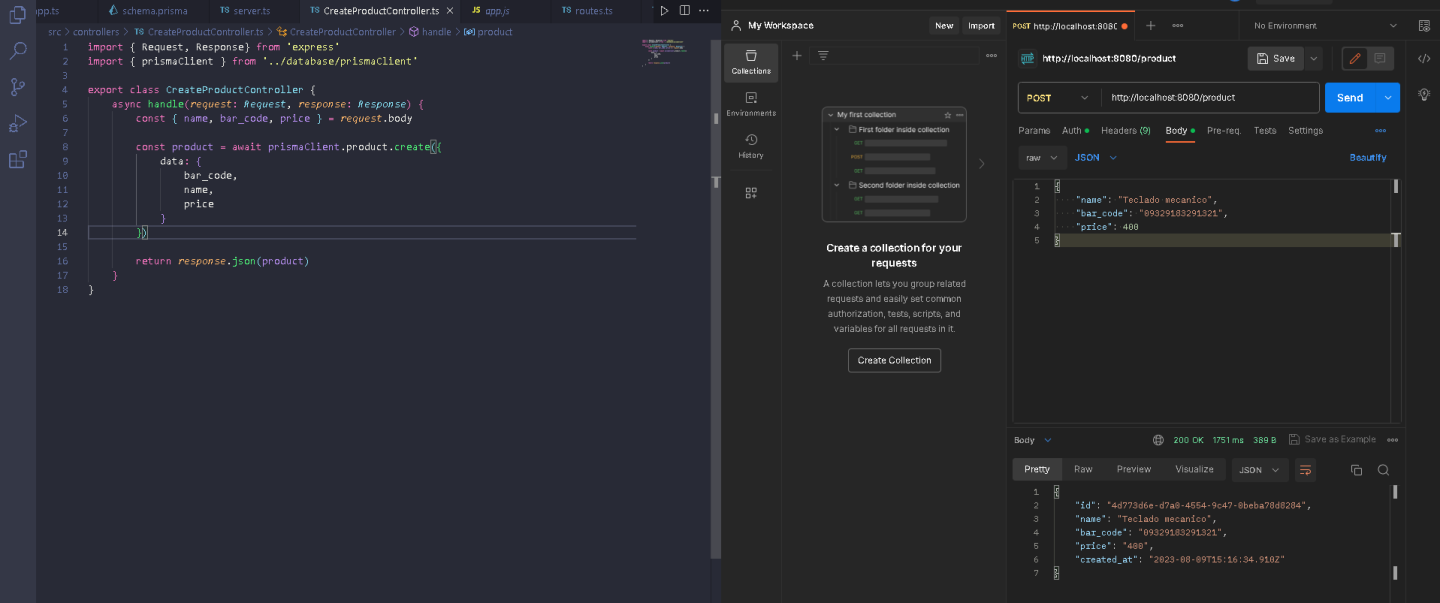 app.ts
schema.prisma
TS server.ts
TS CreateProductController.ts
JS app.js
TS routes.ts
src > controllers > TS CreateProductController.ts > CreateProductController > handle > product
1 import { Request, Response} from 'express'
2 import { prismaClient } from '../database/prismaClient'
3
4 export class CreateProductController {
5 async handle(request: Request, response: Response) {
6 const { name, bar_code, price } = request.body
7
8 const product = await prismaClient.product.create({
9 data: {
10 bar_code,
11 name,
12 price
13 }
14 })
15
16 return response.json(product)
17 }
18 }
My Workspace
New
Import
Collections
Environments
History
My first collection
First folder inside collection
GET
POST
GET
Second folder inside collection
GET
GET
Create a collection for your
requests
A collection lets you group related
requests and easily set common
authorization, tests, scripts, and
variables for all requests in it.
Create Collection
POST http://localhost:8080
No Environment
HTTP http://localhost:8080/product
Save
POST
http://localhost:8080/product
Send
Params
Auth
Headers (9)
Body
Pre-req.
Tests
Settings
raw
JSON
Beautify
1 {
2 "name": "Teclado mecanico",
3 "bar_code": "09329183291321",
4 "price": 400
5 }
Body
200 OK
1751 ms
389 B
Save as Example
Pretty
Raw
Preview
Visualize
JSON
1 {
2 "id": "4d773d6e-d7a0-4554-9c47-0beba78d8284",
3 "name": "Teclado mecanico",
4 "bar_code": "09329183291321",
5 "price": "400",
6 "created_at": "2023-08-09T15:16:34.910Z"
7 }